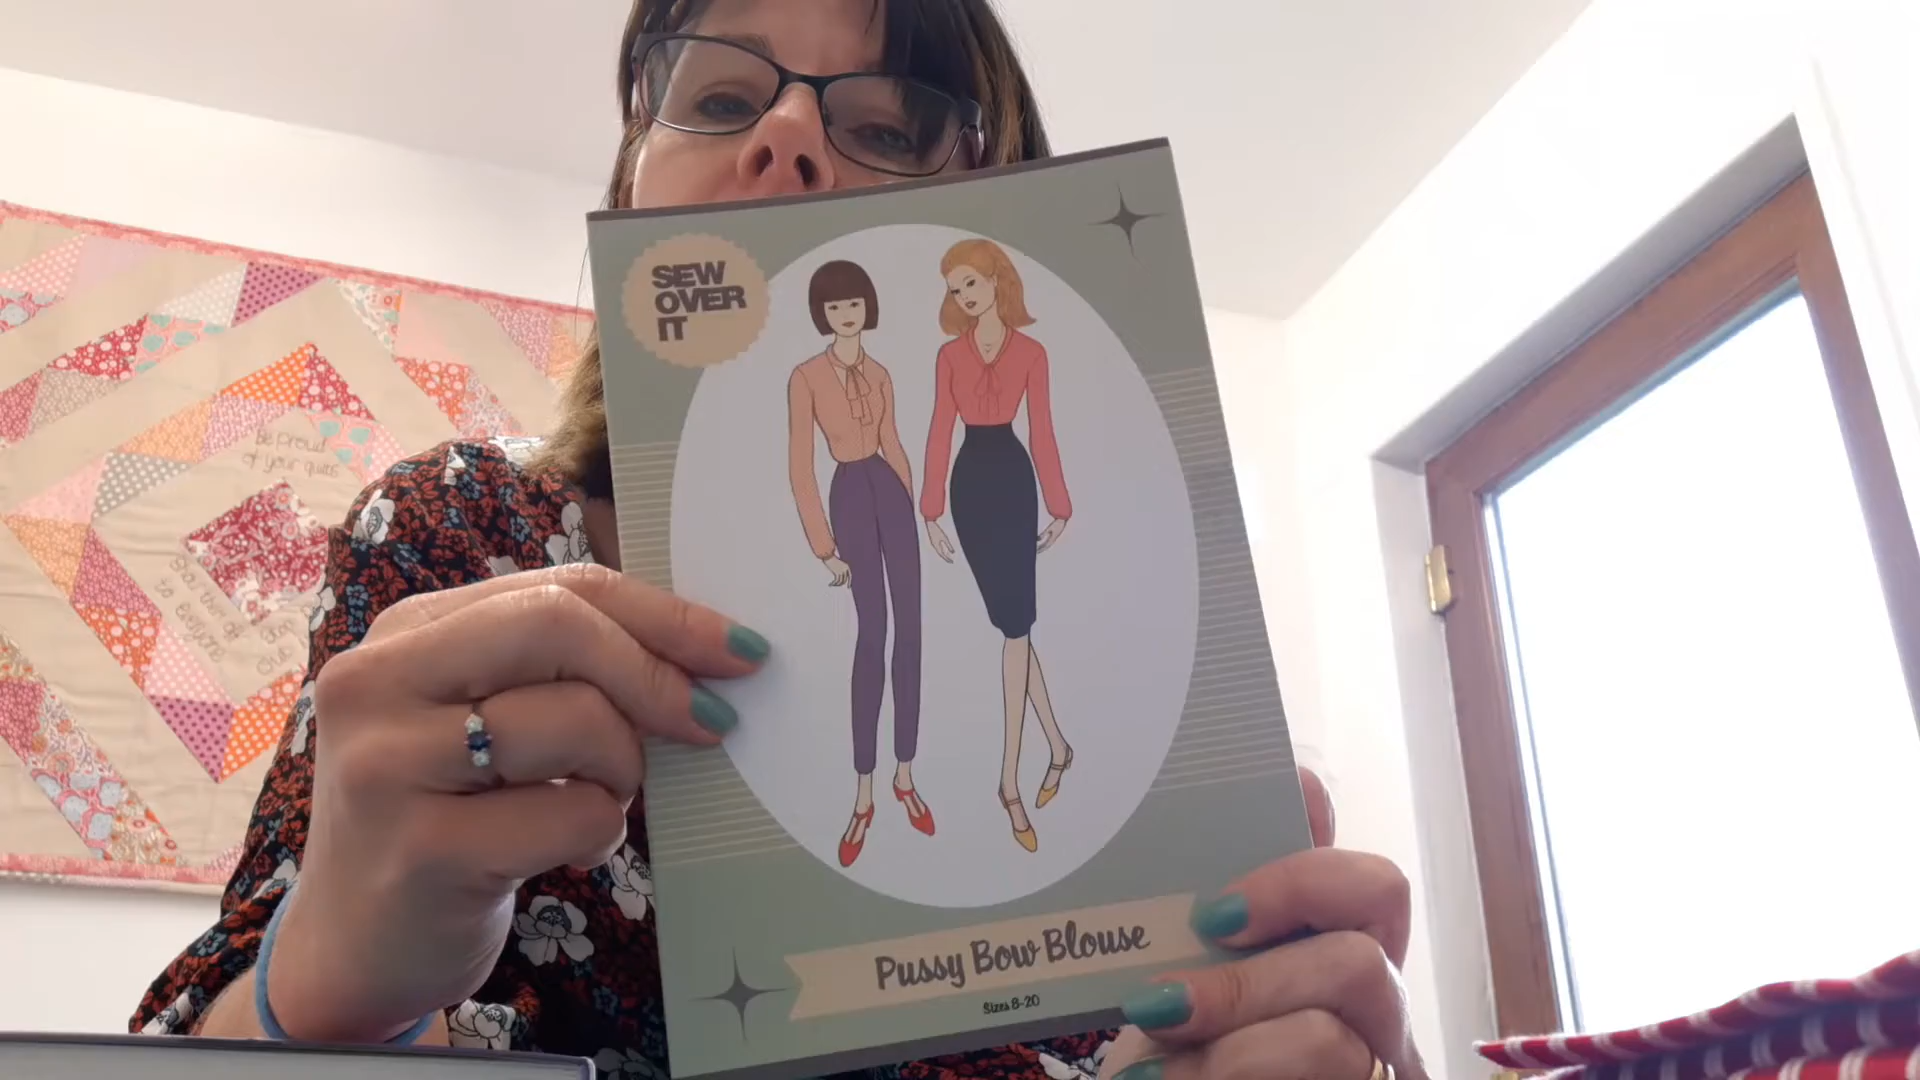 SEW
OVER
IT
Be proud
of your quilts
Pussy Bow Blouse
Sizes 8-20